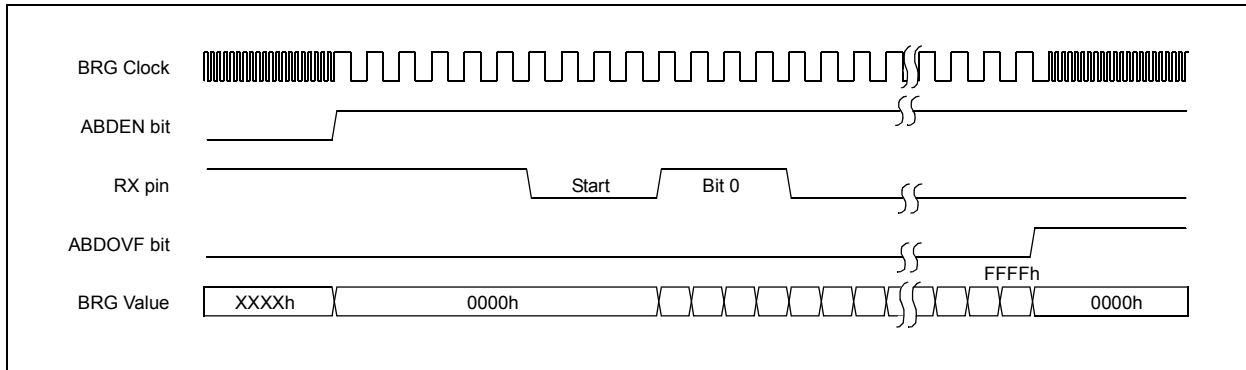 BRG Clock
ABDEN bit
RX pin
Start
Bit 0
ABDOVF bit
FFFFh
BRG Value
XXXXh
0000h
0000h